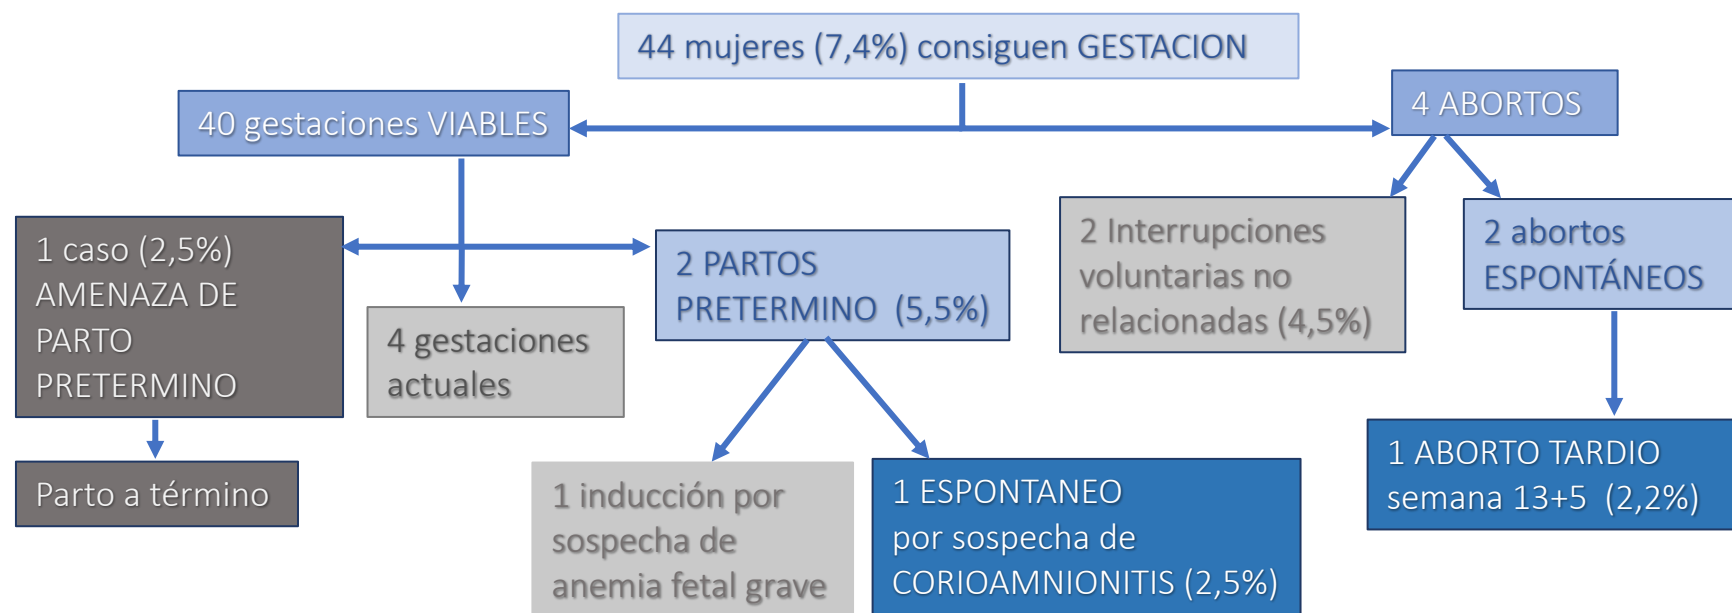 44 mujeres (7,4%) consiguen GESTACION
40 gestaciones VIABLES
4 ABORTOS
1 caso (2,5%)
AMENAZA DE
PARTO
PRETERMINO
4 gestaciones
actuales
2 PARTOS
PRETERMINO (5,5%)
2 Interrupciones
voluntarias no
relacionadas (4,5%)
2 abortos
ESPONTÁNEOS
Parto a término
1 inducción por
sospecha de
anemia fetal grave
1 ESPONTANEO
por sospecha de
CORIOAMNIONITIS (2,5%)
1 ABORTO TARDIO
semana 13+5 (2,2%)